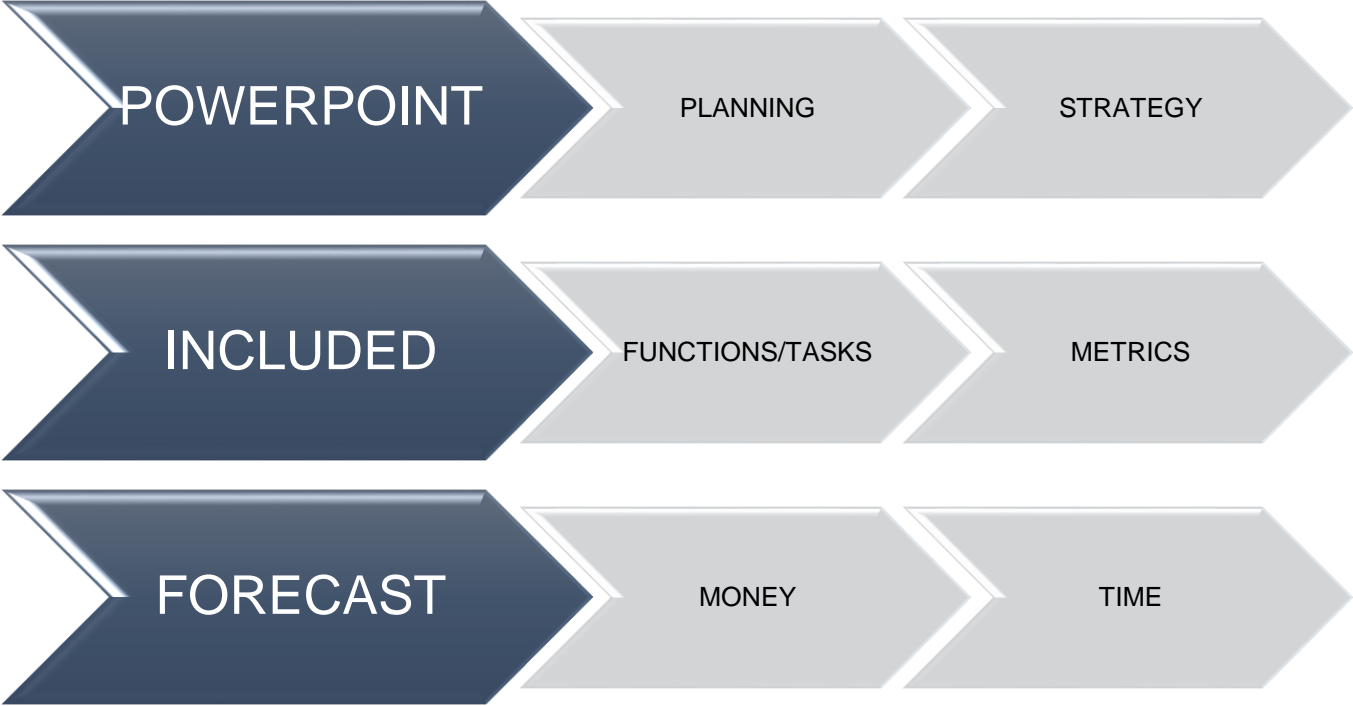 POWERPOINT
PLANNING
STRATEGY
INCLUDED
FUNCTIONS/TASKS
METRICS
FORECAST
MONEY
TIME